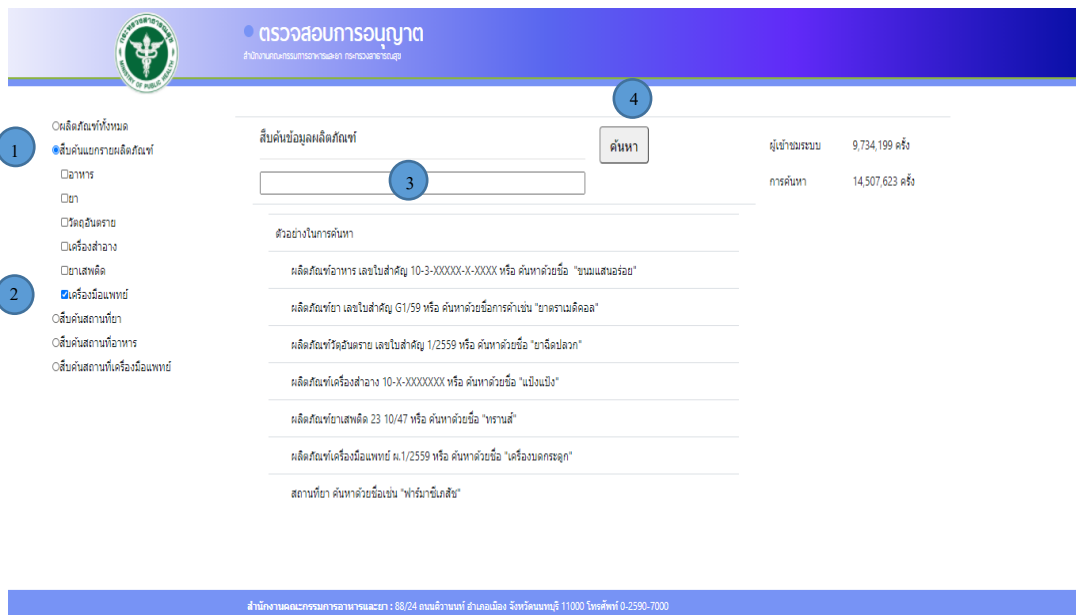 ตรวจสอบการอนุญาต
สำนักงานคณะกรรมการอาหารและยา กระทรวงสาธารณสุข
กระทรวงสาธารณสุข
MINISTRY OF PUBLIC HEALTH
4
ผลิตภัณฑ์ทั้งหมด
1
สืบค้นแยกรายผลิตภัณฑ์
อาหาร
ยา
วัตถุอันตราย
เครื่องสำอาง
ยาเสพติด
2
เครื่องมือแพทย์
สืบค้นสถานที่ยา
สืบค้นสถานที่อาหาร
สืบค้นสถานที่เครื่องมือแพทย์
สืบค้นข้อมูลผลิตภัณฑ์
ค้นหา
3
ตัวอย่างในการค้นหา
ผลิตภัณฑ์อาหาร เลขใบสำคัญ 10-3-XXXXX-X-XXXX หรือ ค้นหาด้วยชื่อ "ขนมแสนอร่อย"
ผลิตภัณฑ์ยา เลขใบสำคัญ G1/59 หรือ ค้นหาด้วยชื่อการค้าเช่น "ยาตราเมดิคอล"
ผลิตภัณฑ์วัตุอันตราย เลขใบสำคัญ 1/2559 หรือ ค้นหาด้วยชื่อ "ยาฉีดปลวก"
ผลิตภัณฑ์เครื่องสำอาง 10-X-XXXXXXX หรือ ค้นหาด้วยชื่อ "แป้งแป้ง"
ผลิตภัณฑ์ยาเสพติด 23 10/47 หรือ ค้นหาด้วยชื่อ "ทรานส์"
ผลิตภัณฑ์เครื่องมือแพทย์ ผ.1/2559 หรือ ค้นหาด้วยชื่อ "เครื่องบดกระดูก"
สถานที่ยา ค้นหาด้วยชื่อเช่น "ฟาร์มาซีเภสัช"
ผู้เข้าชมระบบ 9,734,199 ครั้ง
การค้นหา 14,507,623 ครั้ง
สำนักงานคณะกรรมการอาหารและยา : 88/24 ถนนติวานนท์ อำเภอเมือง จังหวัดนนทบุรี 11000 โทรศัพท์ 0-2590-7000